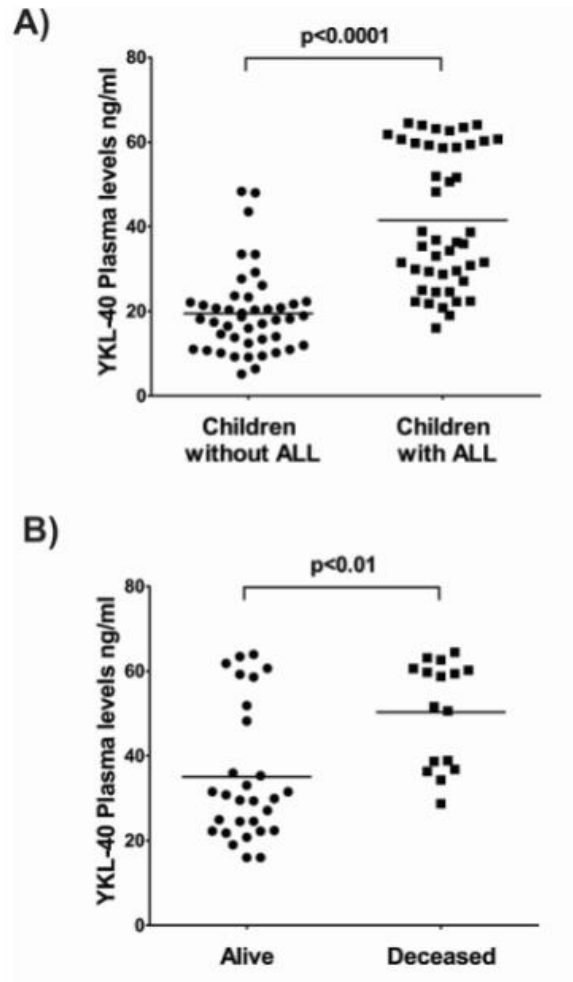 A)
p<0.0001
YKL-40 Plasma levels ng/ml
80
60
40
20
0
Children
without ALL
Children
with ALL
B)
p<0.01
YKL-40 Plasma levels ng/ml
80
60
40
20
0
Alive
Deceased